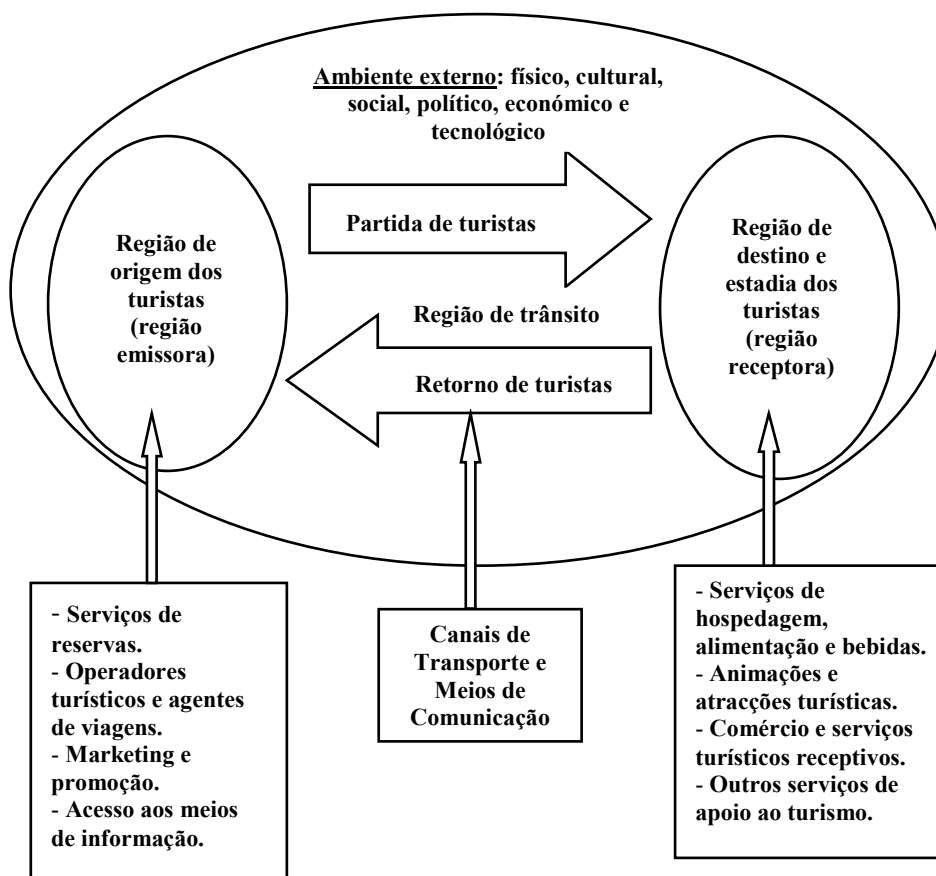 Ambiente externo: físico, cultural,
social, político, económico e
tecnológico
Partida de turistas
Região de
origem dos
turistas
(região
emissora)
Região de
destino e
estadia dos
turistas
(região
receptora)
Região de trânsito
Retorno de turistas
- Serviços de
reservas.
- Operadores
turísticos e agentes
de viagens.
- Marketing e
promoção.
- Acesso aos meios
de informação.
Canais de
Transporte e
Meios de
Comunicação
- Serviços de
hospedagem,
alimentação e bebidas.
- Animações e
atracções turísticas.
- Comércio e serviços
turísticos receptivos.
- Outros serviços de
apoio ao turismo.